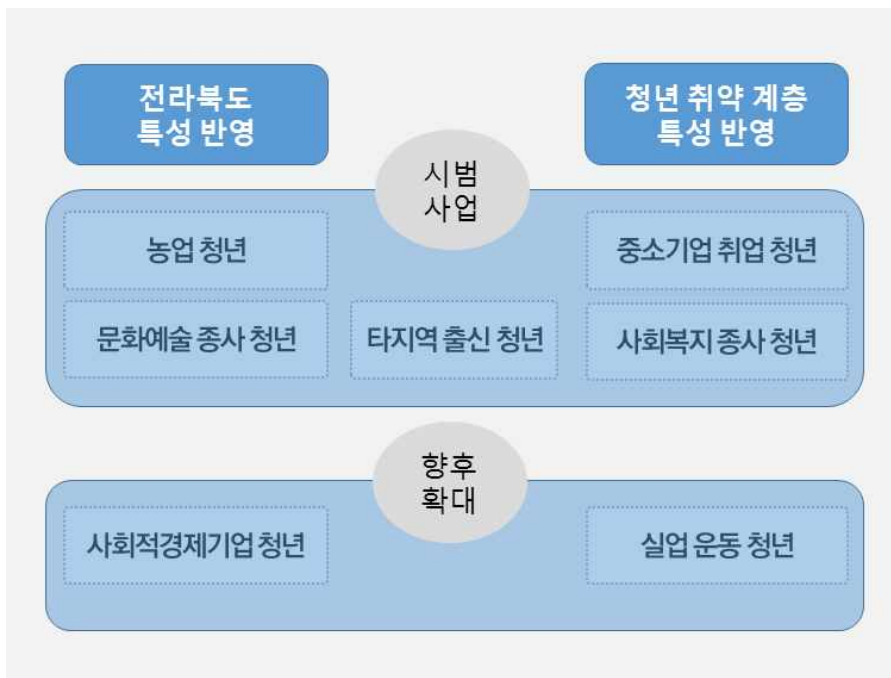 전라북도
특성 반영
청년 취약 계층
특성 반영
시범
사업
농업 청년
중소기업 취업 청년
문화예술 종사 청년
타지역 출신 청년
사회복지 종사 청년
향후
확대
사회적경제기업 청년
실업 운동 청년